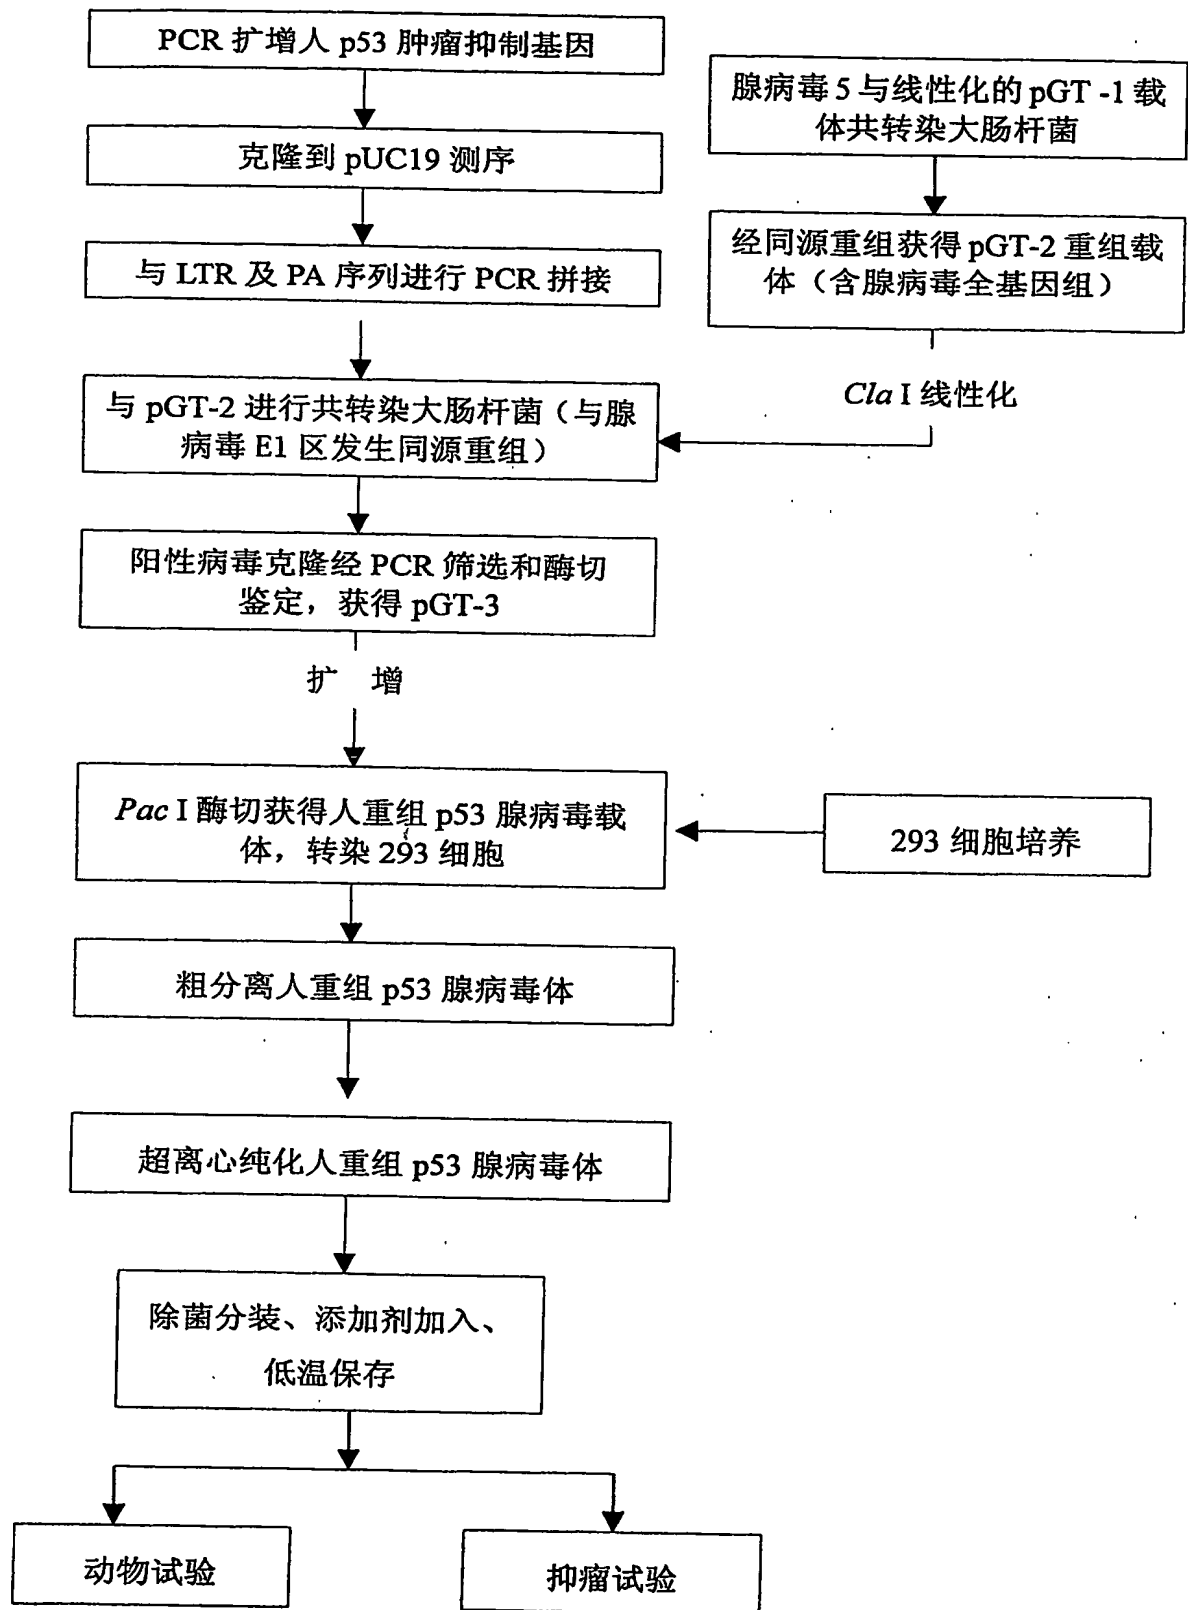 PCR 扩增人 p53 肿瘤抑制基因
克隆到 pUC19 测序
与 LTR 及 PA 序列进行 PCR 拼接
腺病毒 5 与线性化的 pGT -1 载
体共转染大肠杆菌
经同源重组获得 pGT-2 重组载
体（含腺病毒全基因组）
Cla I 线性化
与 pGT-2 进行共转染大肠杆菌（与腺
病毒 E1 区发生同源重组）
阳性病毒克隆经 PCR 筛选和酶切
鉴定，获得 pGT-3
扩 增
Pac I 酶切获得人重组 p53 腺病毒载
体，转染 293 细胞
293 细胞培养
粗分离人重组 p53 腺病毒体
超离心纯化人重组 p53 腺病毒体
除菌分装、添加剂加入、
低温保存
动物试验
抑瘤试验